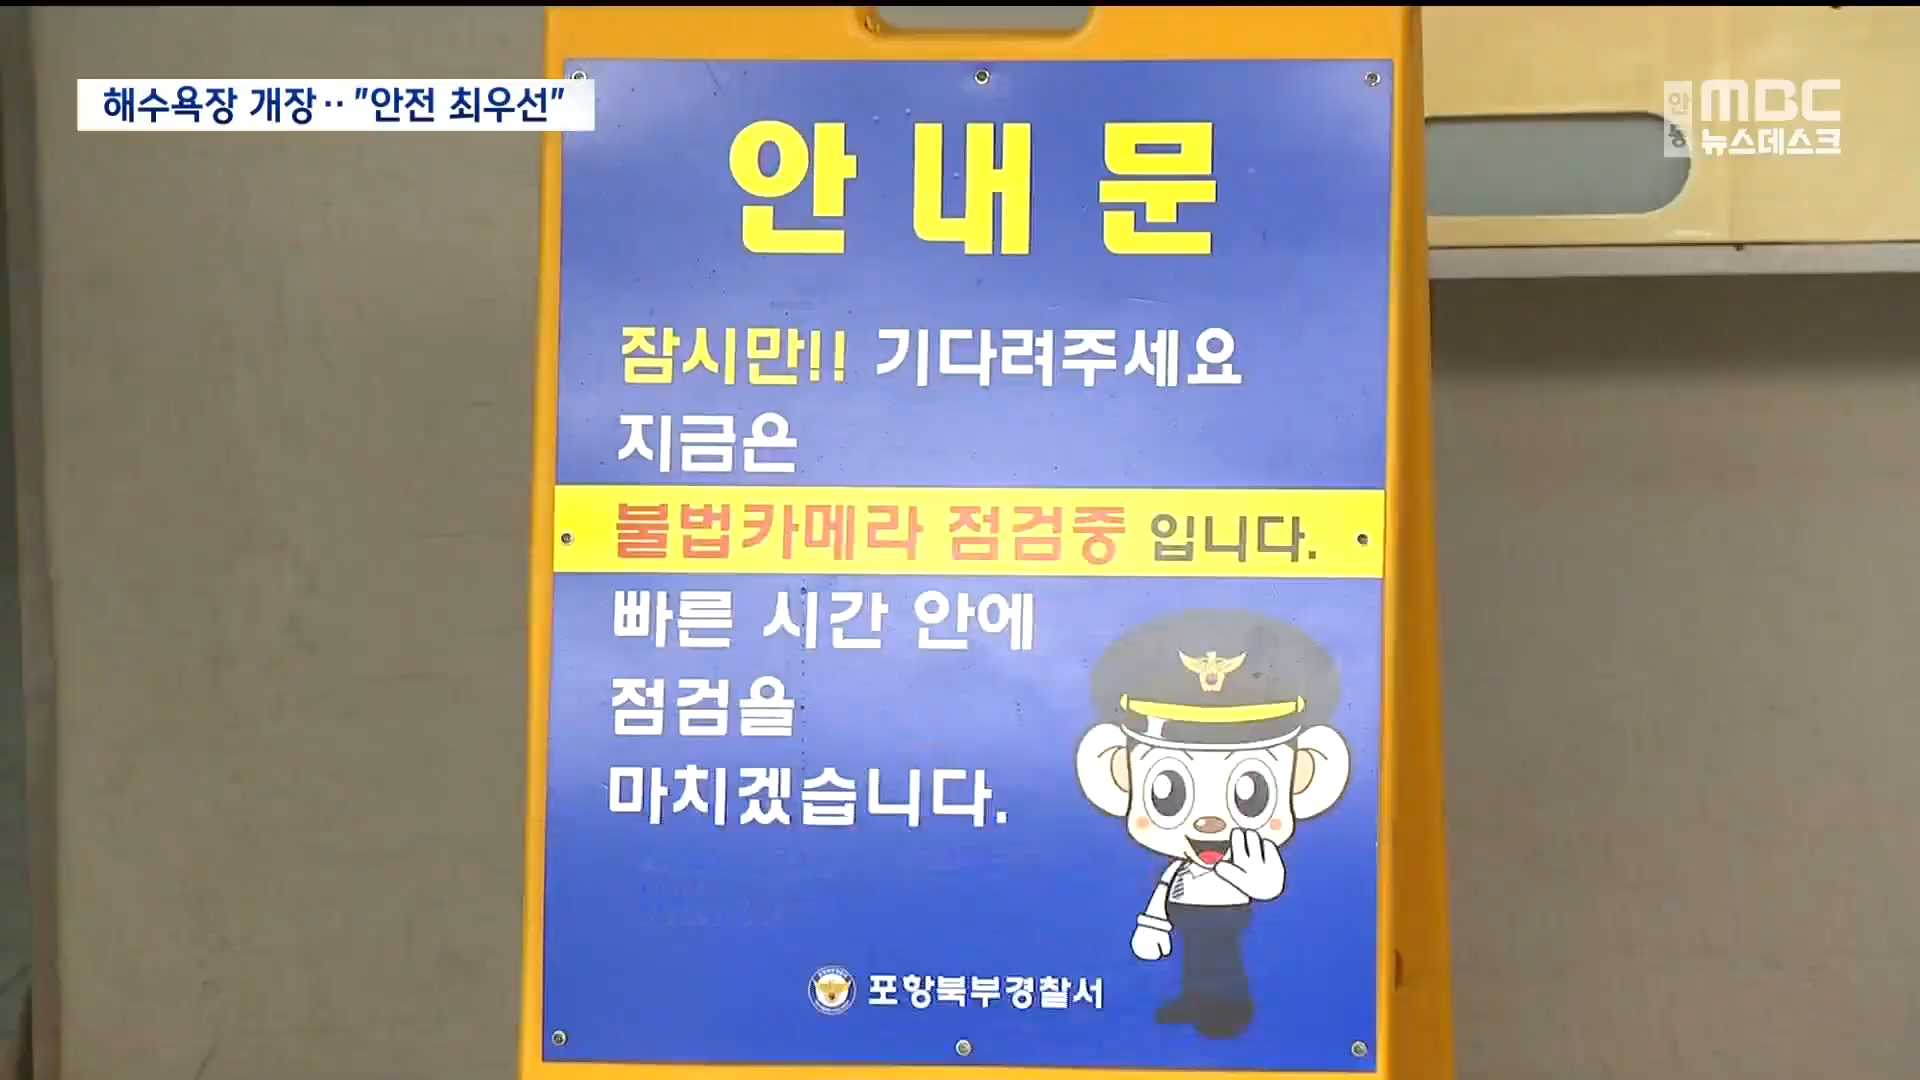 해수욕장 개장‥"안전 최우선"
안동
MBC
뉴스데스크
안내문
잠시만!! 기다려주세요
지금은
불법카메라 점검중 입니다.
빠른 시간 안에
점검을
마치겠습니다.
포항북부경찰서